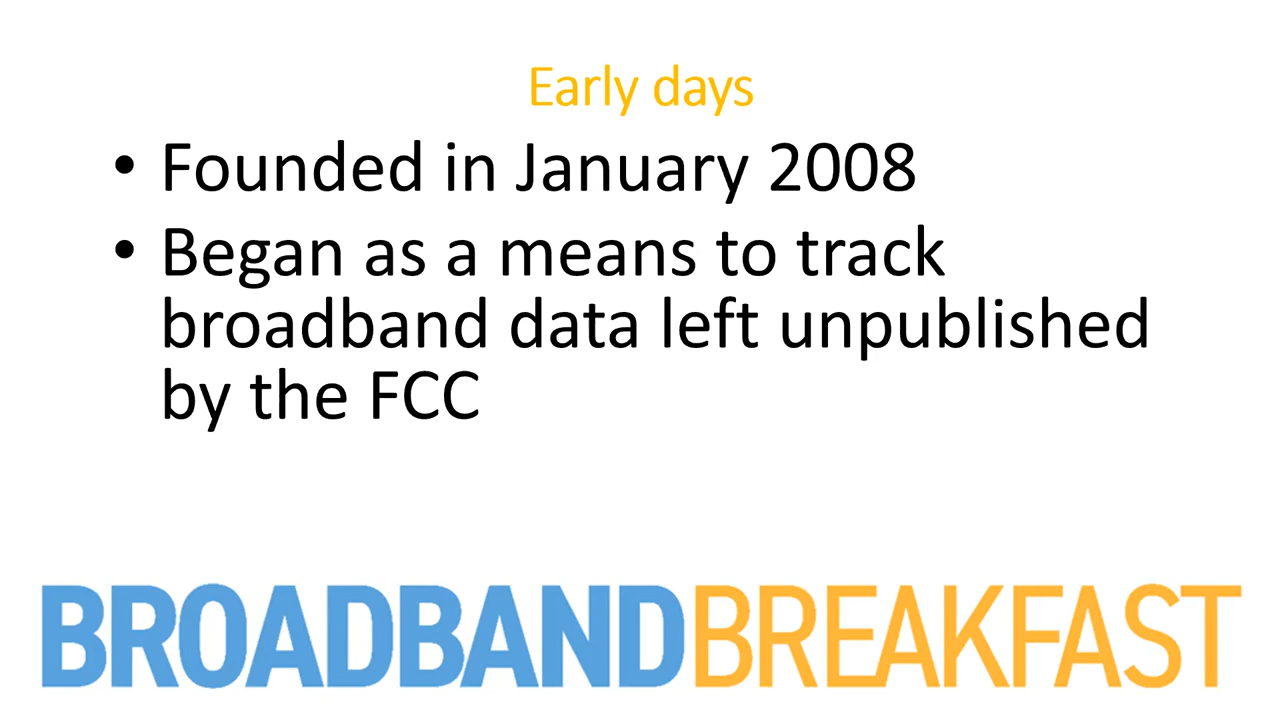 Early days
• Founded in January 2008
• Began as a means to track
broadband data left unpublished
by the FCC
BROADBANDBREAKFAST